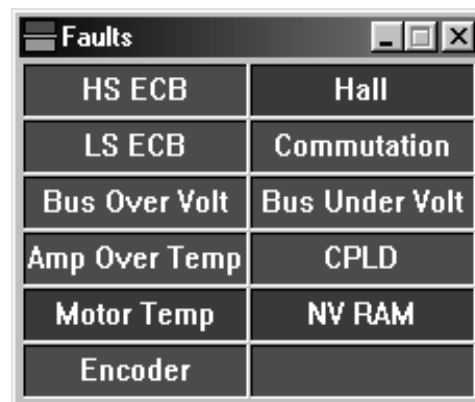 Faults
HS ECB Hall
LS ECB Commutation
Bus Over Volt Bus Under Volt
Amp Over Temp CPLD
Motor Temp NV RAM
Encoder